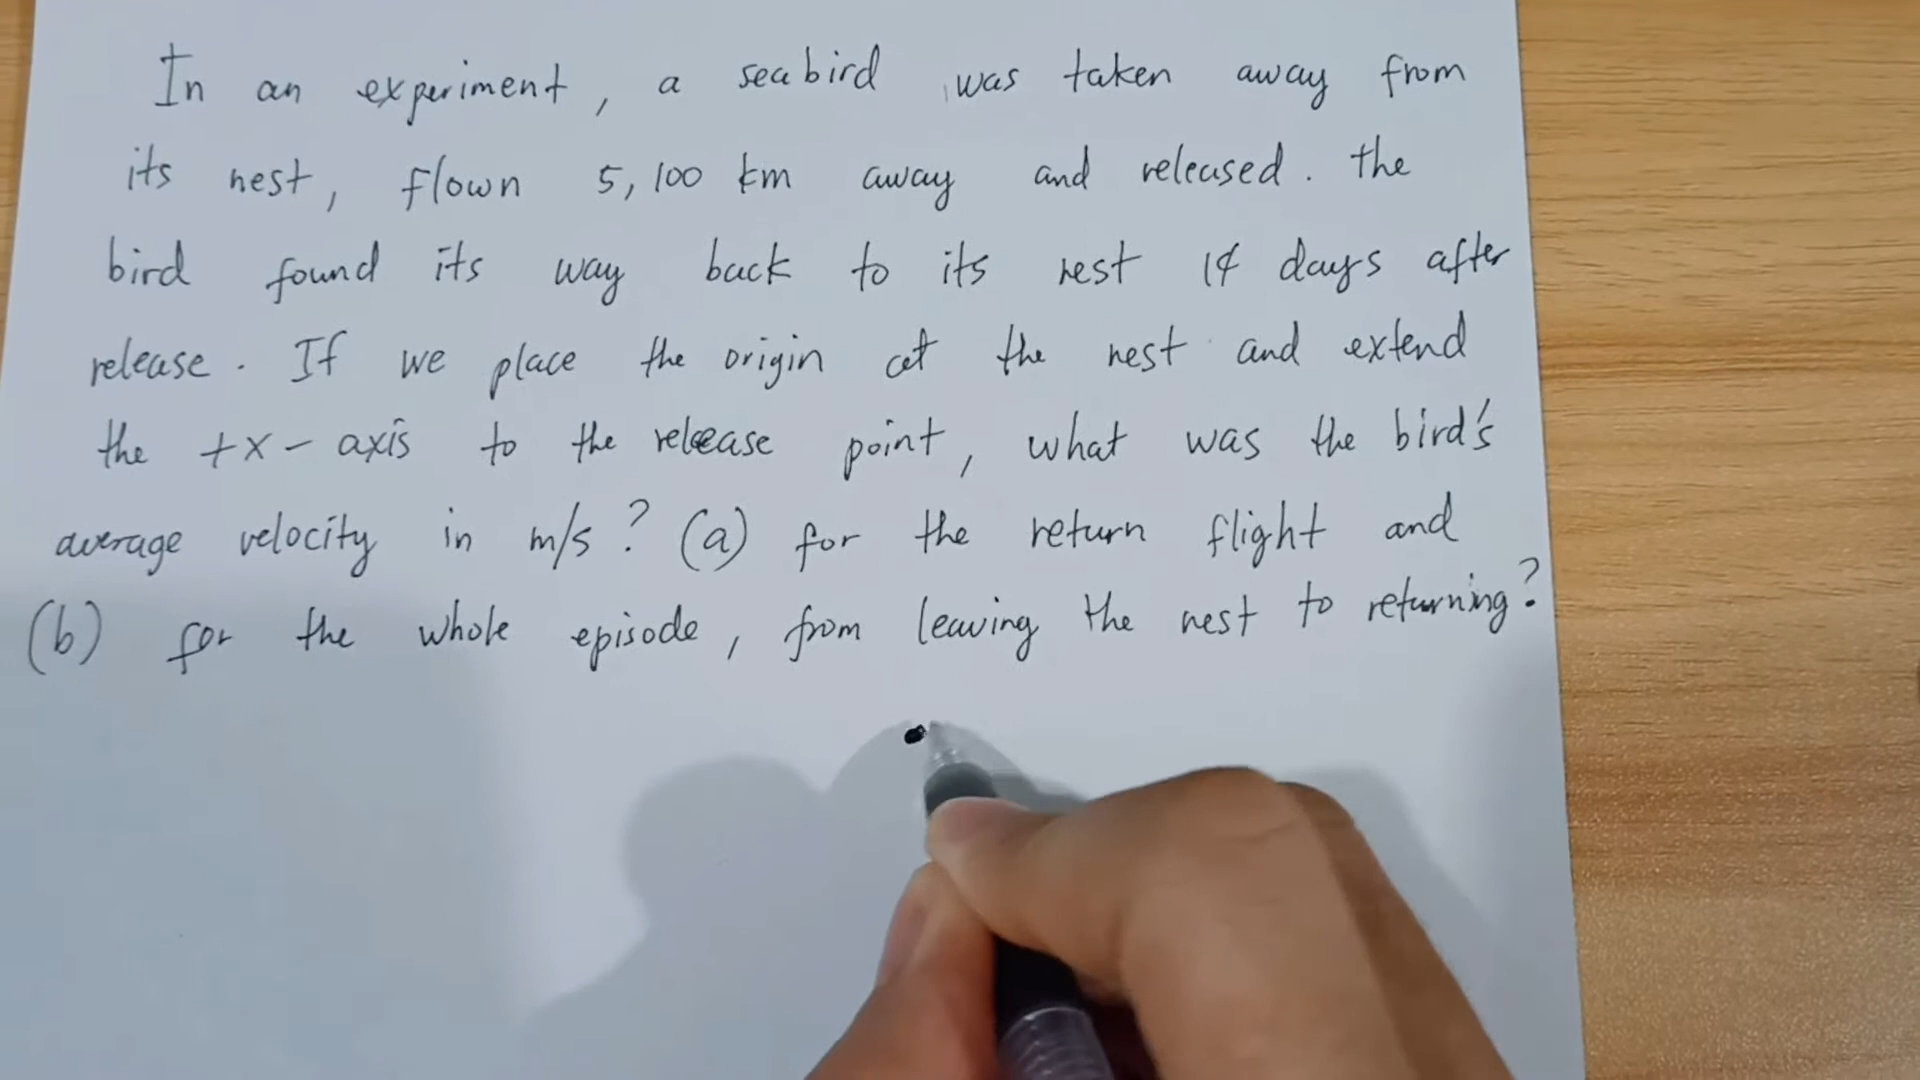 In an experiment, a seabird was taken away from
its nest, flown 5,100 km away and released. the
bird found its way back to its nest 14 days after
release. If we place the origin at the nest and extend
the +x-axis to the release point, what was the bird's
average velocity in m/s? (a) for the return flight and
(b) for the whole episode, from leaving the nest to returning?